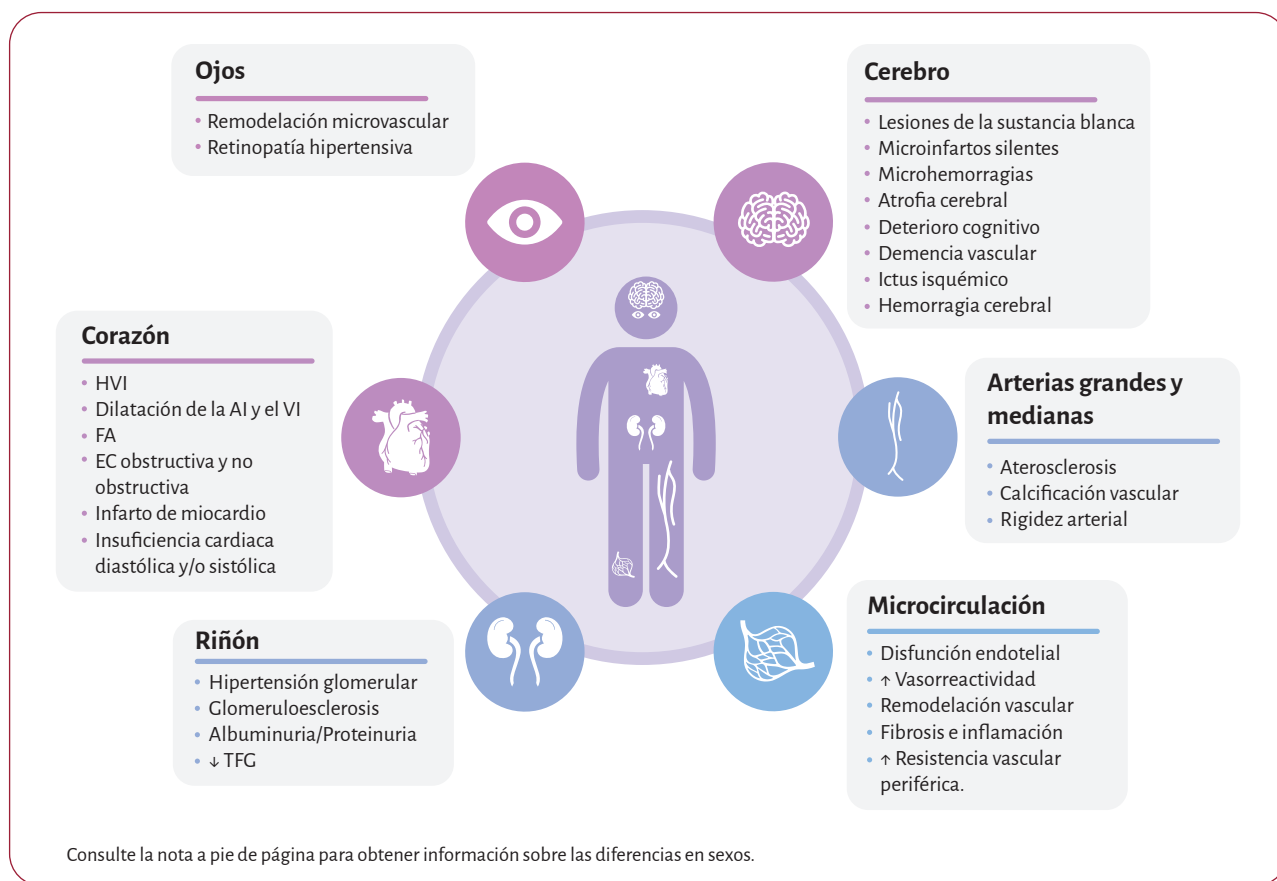 Ojos
• Remodelación microvascular
• Retinopatía hipertensiva
Cerebro
• Lesiones de la sustancia blanca
• Microinfartos silentes
• Microhemorragias
• Atrofia cerebral
• Deterioro cognitivo
• Demencia vascular
• Ictus isquémico
• Hemorragia cerebral
Corazón
• HVI
• Dilatación de la AI y el VI
• FA
• EC obstructiva y no
obstructiva
• Infarto de miocardio
• Insuficiencia cardiaca
diastólica y/o sistólica
Arterias grandes y
medianas
• Aterosclerosis
• Calcificación vascular
• Rigidez arterial
Riñón
• Hipertensión glomerular
• Glomeruloesclerosis
• Albuminuria/Proteinuria
• ↓ TFG
Microcirculación
• Disfunción endotelial
• ↑ Vasorreactividad
• Remodelación vascular
• Fibrosis e inflamación
• ↑ Resistencia vascular
periférica.
Consulte la nota a pie de página para obtener información sobre las diferencias en sexos.